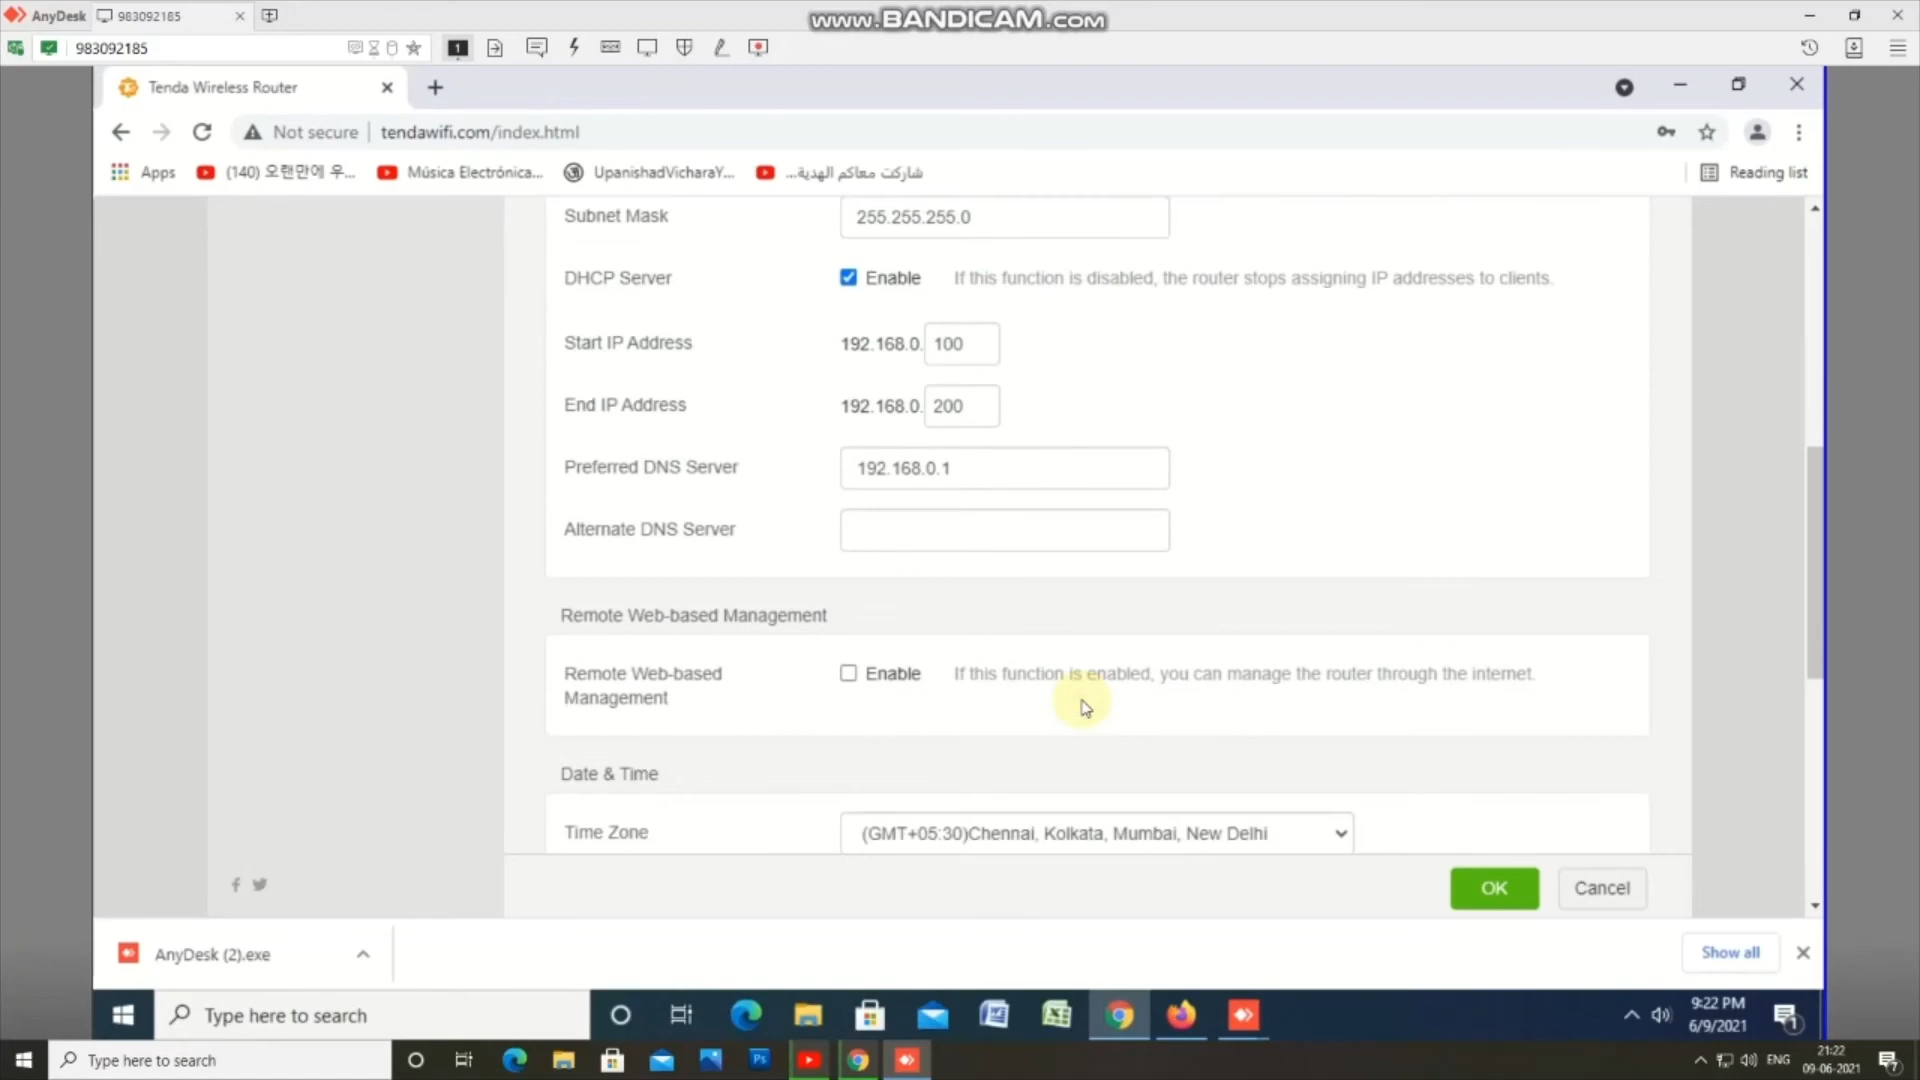 AnyDesk
983092185
www.BANDICAM.com
983092185
1
Tenda Wireless Router
Not secure
tendawifi.com/index.html
Apps
(140) 오랜만에 우...
Música Electrónica...
UpanishadVicharaY...
شاركت معاكم الهدية...
Reading list
Subnet Mask
255.255.255.0
DHCP Server
Enable
If this function is disabled, the router stops assigning IP addresses to clients.
Start IP Address
192.168.0.
100
End IP Address
192.168.0.
200
Preferred DNS Server
192.168.0.1
Alternate DNS Server
Remote Web-based Management
Remote Web-based
Management
Enable
If this function is enabled, you can manage the router through the internet.
Date & Time
Time Zone
(GMT+05:30)Chennai, Kolkata, Mumbai, New Delhi
OK
Cancel
AnyDesk (2).exe
Show all
Type here to search
9:22 PM
6/9/2021
1
Type here to search
Ps
ENG
21:22
09-06-2021
7